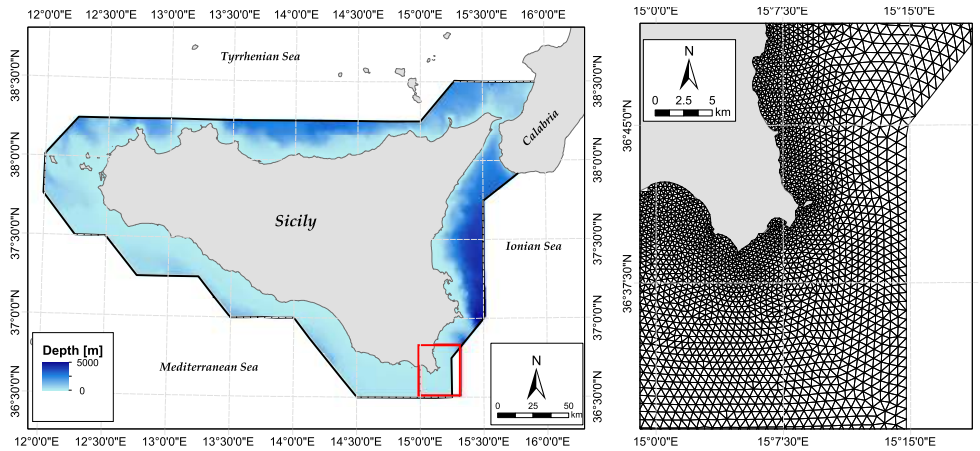 12°0'0"E 12°30'0"E 13°0'0"E 13°30'0"E 14°0'0"E 14°30'0"E 15°0'0"E 15°30'0"E 16°0'0"E
Tyrrhenian Sea
38°30'0"N
38°30'0"N
Calabria
38°0'0"N
38°0'0"N
Sicily
Ionian Sea
37°30'0"N
37°30'0"N
37°0'0"N
37°0'0"N
Depth [m]
5000
0
Mediterranean Sea
N
0 25 50 km
36°30'0"N
36°30'0"N
12°0'0"E 12°30'0"E 13°0'0"E 13°30'0"E 14°0'0"E 14°30'0"E 15°0'0"E 15°30'0"E 16°0'0"E
15°0'0"E 15°7'30"E 15°15'0"E
N
0 2.5 5
km
36°45'0"N
36°37'30"N
15°0'0"E 15°7'30"E 15°15'0"E